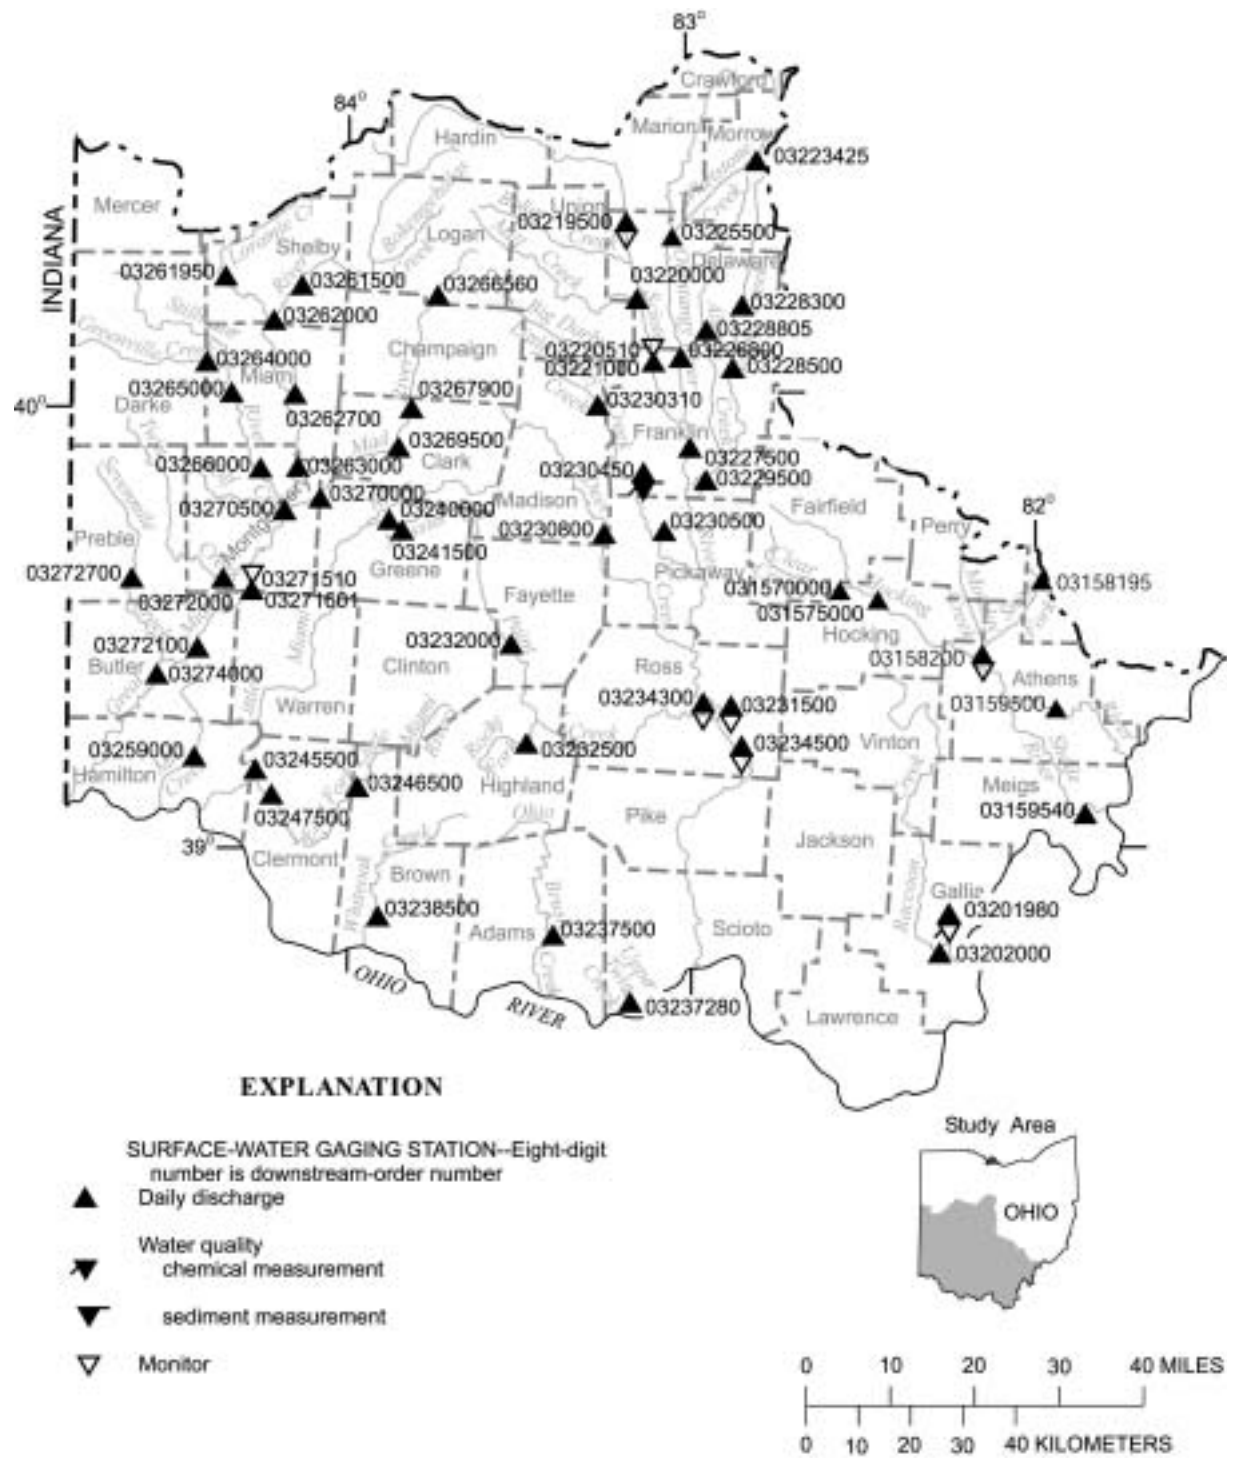 83°
Crawford
84°
Hardin
Marion
Morrow
03223425
Mercer
Union
03219500
INDIANA
Logan
03225500
Shelby
Delaware
03261950
03261500
03266560
03220000
03228300
03262000
03228805
Champaign
03220510
03226800
03264000
03221000
03228500
Miami
03265000
03267900
03230310
40°
Darke
03262700
Franklin
Mad
03269500
03227500
Clark
03266000
03263000
03230450
03229500
03270000
Madison
Fairfield
82°
03270500
03240000
03230800
03230500
Perry
Montgomery
Preble
03241500
Greene
Pickaway
03272700
03271510
031570000
03158195
03272000
03271601
Fayette
031575000
Hocking
Hocking
03272100
03232000
03158200
Butler
03274000
Clinton
Ross
Athens
03234300
03231500
03159500
Warren
03259000
03245500
03232500
03234500
Vinton
Hamilton
03246500
Highland
Meigs
03247500
Ohio
Pike
03159540
39°
Clermont
Jackson
Brown
Raccoon
Gallia
03238500
03201980
Adams
03237500
Scioto
03202000
OHIO
RIVER
03237280
Lawrence
EXPLANATION
SURFACE-WATER GAGING STATION--Eight-digit
number is downstream-order number
Daily discharge
Water quality
chemical measurement
sediment measurement
Monitor
Study Area
OHIO
0 10 20 30 40 MILES
0 10 20 30 40 KILOMETERS